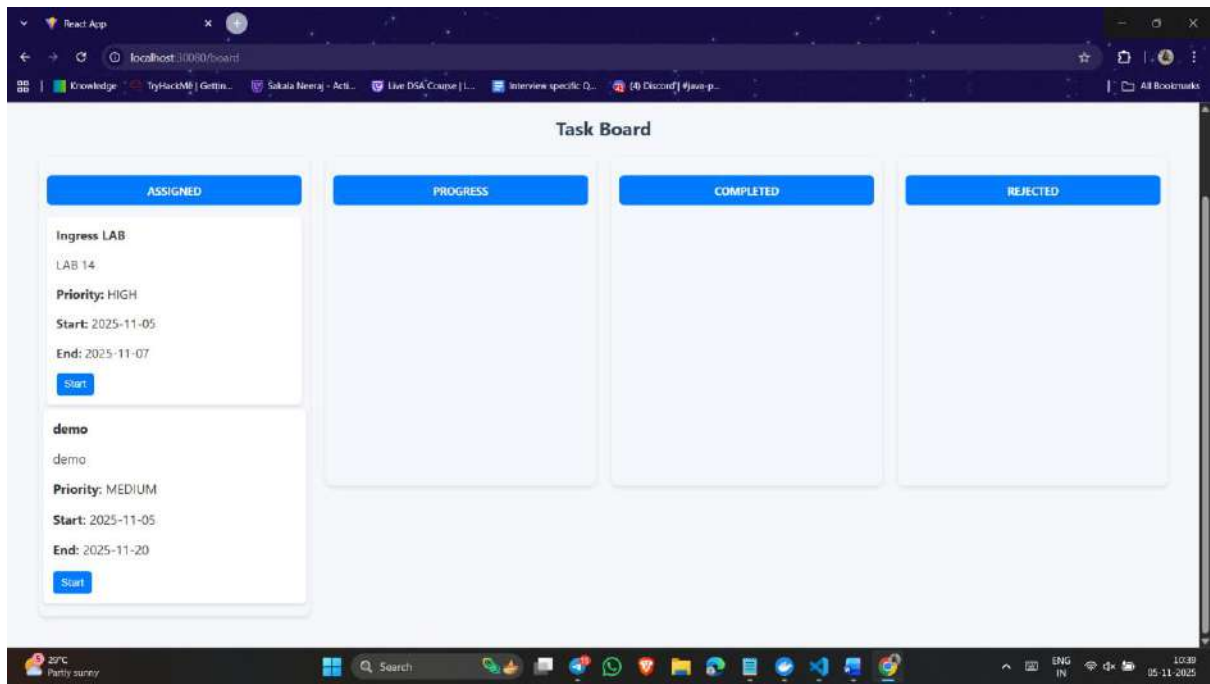 React App
localhost:30080/board
Knowledge
TryHackMe | Gettin...
Sakala Neeraj - Acti...
Live DSA Course | L...
Interview specific Q...
(4) Discord | #java-p...
All Bookmarks
Task Board
ASSIGNED
PROGRESS
COMPLETED
REJECTED
Ingress LAB
LAB 14
Priority: HIGH
Start: 2025-11-05
End: 2025-11-07
Start
demo
demo
Priority: MEDIUM
Start: 2025-11-05
End: 2025-11-20
Start
5
29°C
Partly sunny
Search
ENG
IN
10:39
05-11-2025